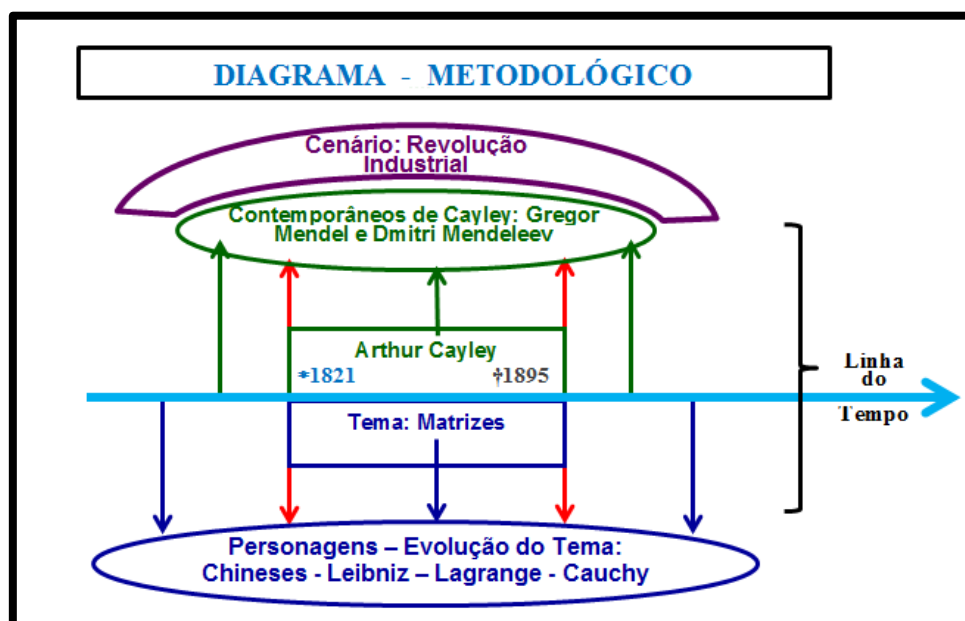 DIAGRAMA - METODOLÓGICO
Cenário: Revolução
Industrial
Contemporâneos de Cayley: Gregor
Mendel e Dmitri Mendeleev
Arthur Cayley
*1821 †1895
Linha
do
Tempo
Tema: Matrizes
Personagens – Evolução do Tema:
Chineses - Leibniz – Lagrange - Cauchy